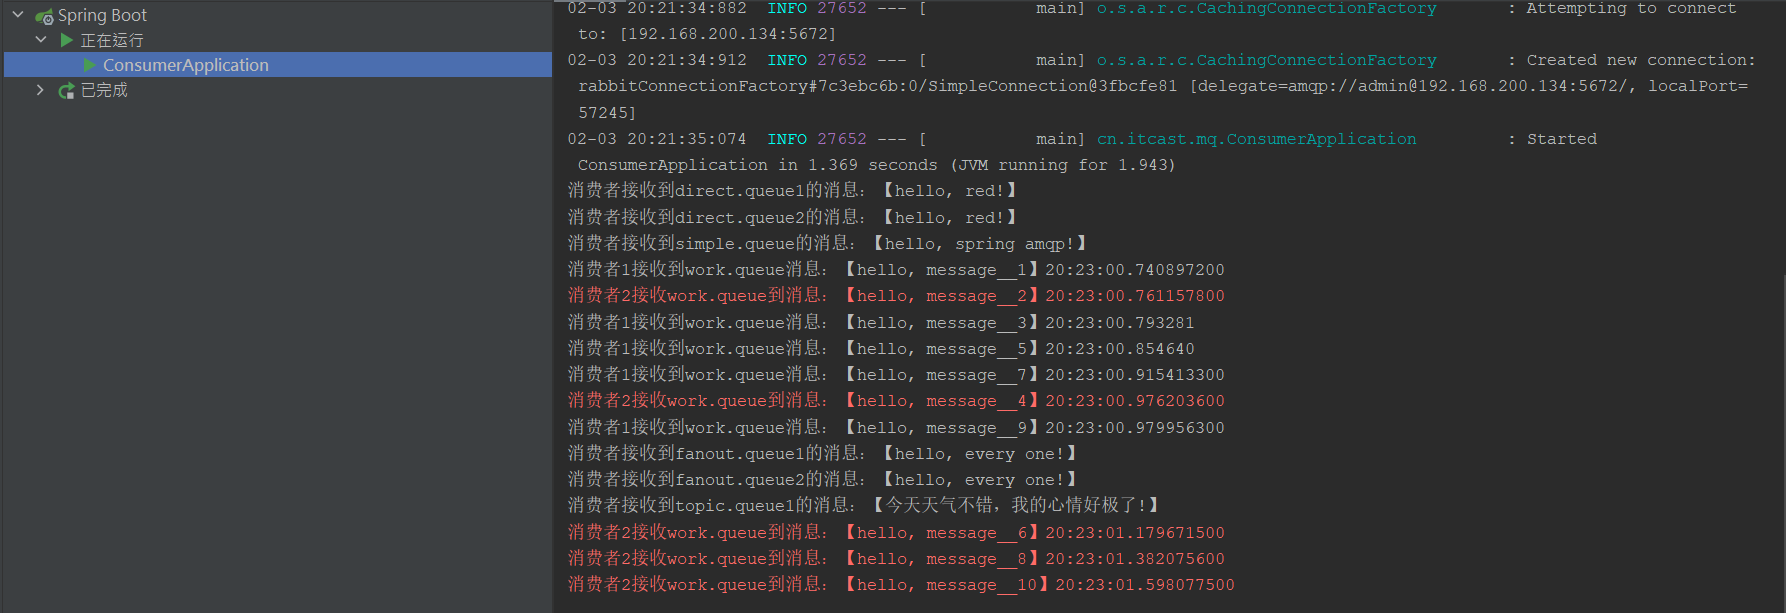 Spring Boot
正在运行
ConsumerApplication
已完成
02-03 20:21:34:882  INFO 27652 --- [           main] o.s.a.r.c.CachingConnectionFactory       : Attempting to connect
to: [192.168.200.134:5672]
02-03 20:21:34:912  INFO 27652 --- [           main] o.s.a.r.c.CachingConnectionFactory       : Created new connection:
rabbitConnectionFactory#7c3ebc6b:0/SimpleConnection@3fbcfe81 [delegate=amqp://admin@192.168.200.134:5672/, localPort=
57245]
02-03 20:21:35:074  INFO 27652 --- [           main] cn.itcast.mq.ConsumerApplication         : Started
ConsumerApplication in 1.369 seconds (JVM running for 1.943)
消费者接收到direct.queue1的消息：【hello, red!】
消费者接收到direct.queue2的消息：【hello, red!】
消费者接收到simple.queue的消息：【hello, spring amqp!】
消费者1接收到work.queue消息：【hello, message__1】20:23:00.740897200
消费者2接收work.queue到消息：【hello, message__2】20:23:00.761157800
消费者1接收到work.queue消息：【hello, message__3】20:23:00.793281
消费者1接收到work.queue消息：【hello, message__5】20:23:00.854640
消费者1接收到work.queue消息：【hello, message__7】20:23:00.915413300
消费者2接收work.queue到消息：【hello, message__4】20:23:00.976203600
消费者1接收到work.queue消息：【hello, message__9】20:23:00.979956300
消费者接收到fanout.queue1的消息：【hello, every one!】
消费者接收到fanout.queue2的消息：【hello, every one!】
消费者接收到topic.queue1的消息：【今天天气不错，我的心情好极了!】
消费者2接收work.queue到消息：【hello, message__6】20:23:01.179671500
消费者2接收work.queue到消息：【hello, message__8】20:23:01.382075600
消费者2接收work.queue到消息：【hello, message__10】20:23:01.598077500